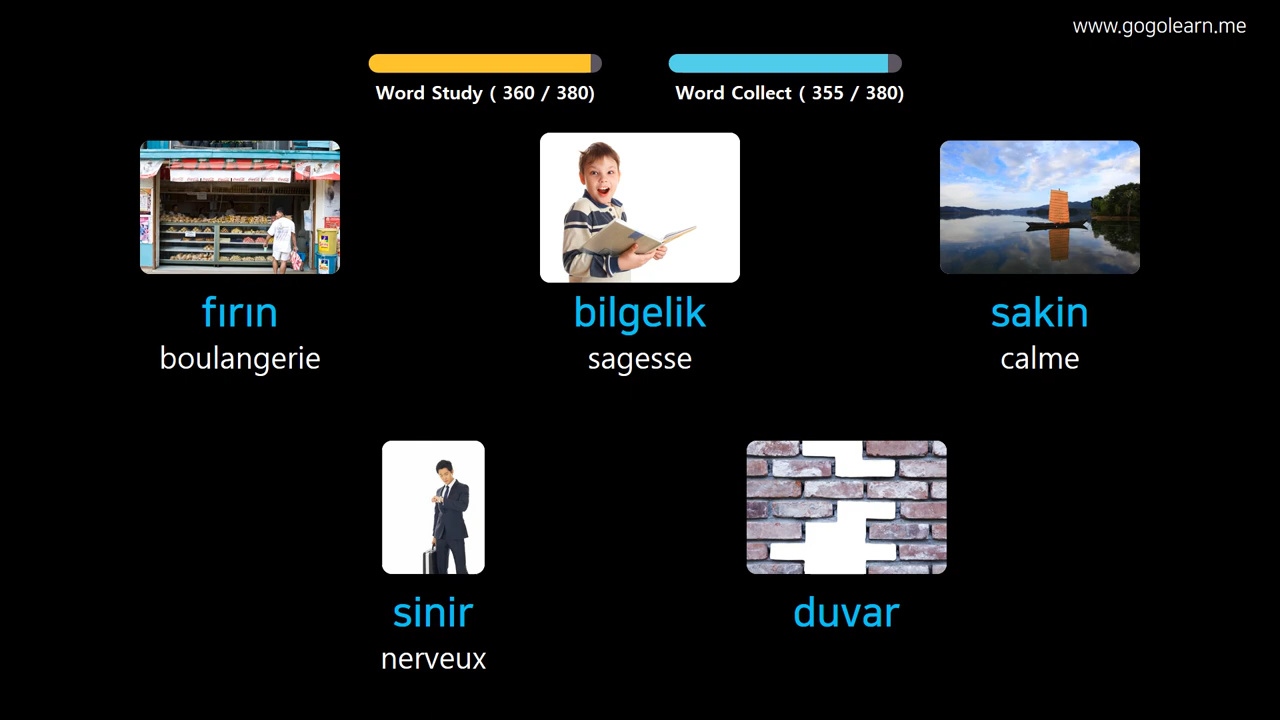 www.gogolearn.me
Word Study ( 360 / 380)
Word Collect ( 355 / 380)
fırın
boulangerie
bilgelik
sagesse
sakin
calme
sinir
nerveux
duvar